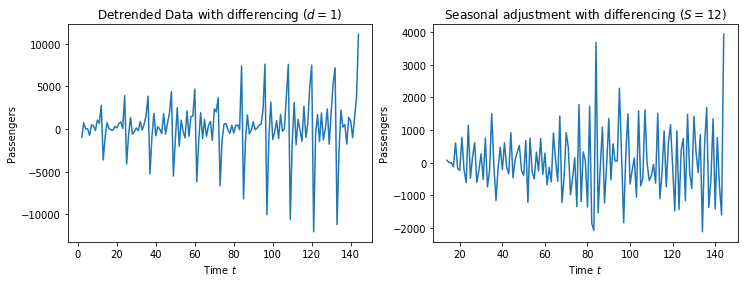 Detrended Data with differencing (d = 1)
Passengers
10000
5000
0
−5000
−10000
0 20 40 60 80 100 120 140
Time t
Seasonal adjustment with differencing (S = 12)
Passengers
4000
3000
2000
1000
0
−1000
−2000
20 40 60 80 100 120 140
Time t